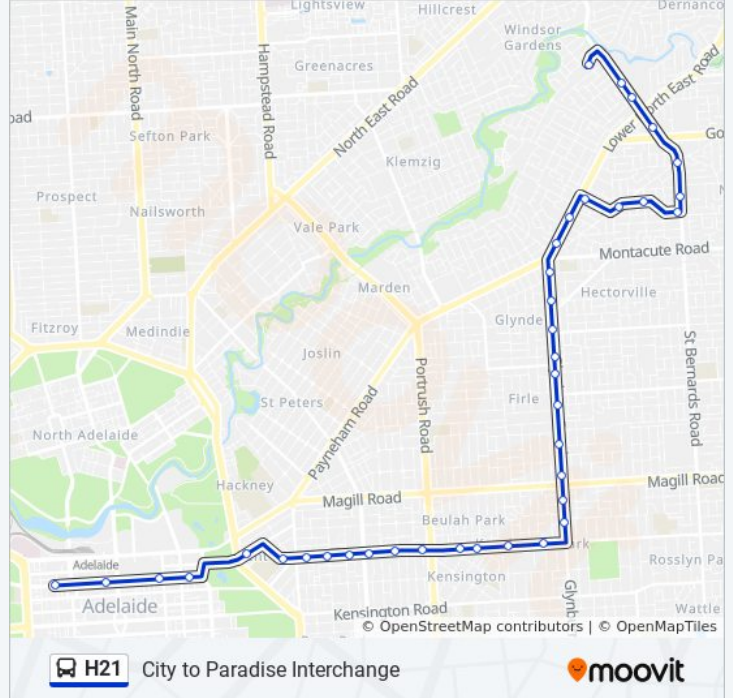 Lightsview
Dernanco
Hillcrest
Main North Road
Windsor
Gardens
Hampstead Road
Greenacres
North East Road
Lower North East Road
oad
Sefton Park
Go
Klemzig
Prospect
Nailsworth
Vale Park
Montacute Road
Marden
Hectorville
Fitzroy
Medindie
Glynde
Joslin
St Bernards Road
Portrush Road
St Peters
Firle
Payneham Road
North Adelaide
Hackney
Magill Road
Magill Road
Beulah Park
Adelaide
Rosslyn Pa
Kensington
Adelaide
Kensington Road
Glynb
Wattle
© OpenStreetMap contributors | © OpenMapTiles
H21 City to Paradise Interchange
moovit